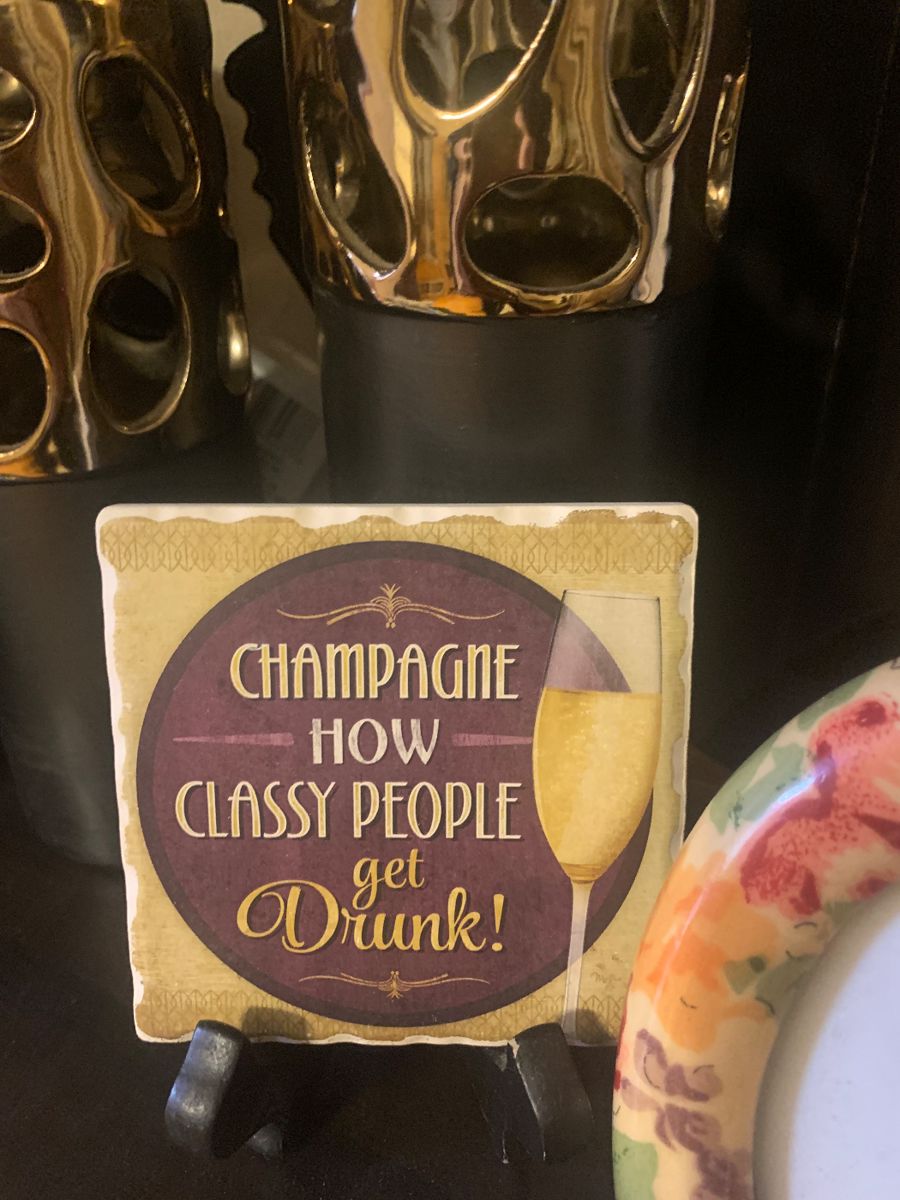 CHAMPAGNE
HOW
CLASSY PEOPLE
get
Drunk!